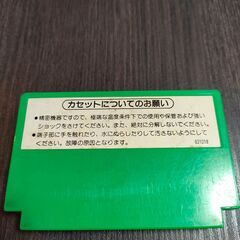 カセットについてのお願い
●精密機器ですので、極端な温度条件下での使用や保管および強い
ショックをさけてください。また、絶対に分解しないでください。
●端子部に手を触れたり、水にぬらしたりして汚さないようにして
ください。故障の原因となります。